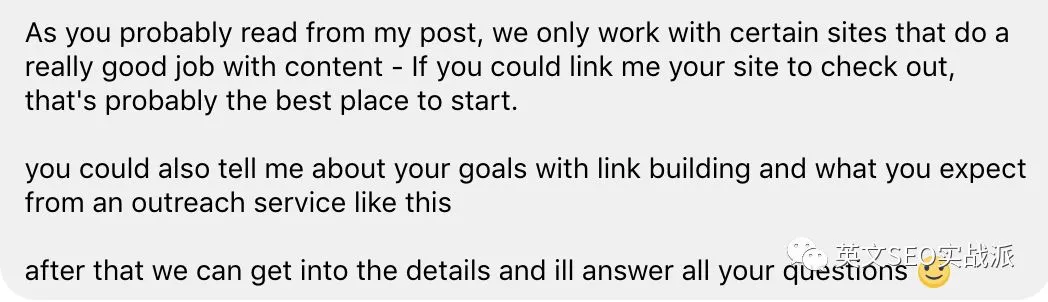 As you probably read from my post, we only work with certain sites that do a
really good job with content - If you could link me your site to check out,
that's probably the best place to start.
you could also tell me about your goals with link building and what you expect
from an outreach service like this
after that we can get into the details and ill answer all your questions 🙂
英文SEO实战派